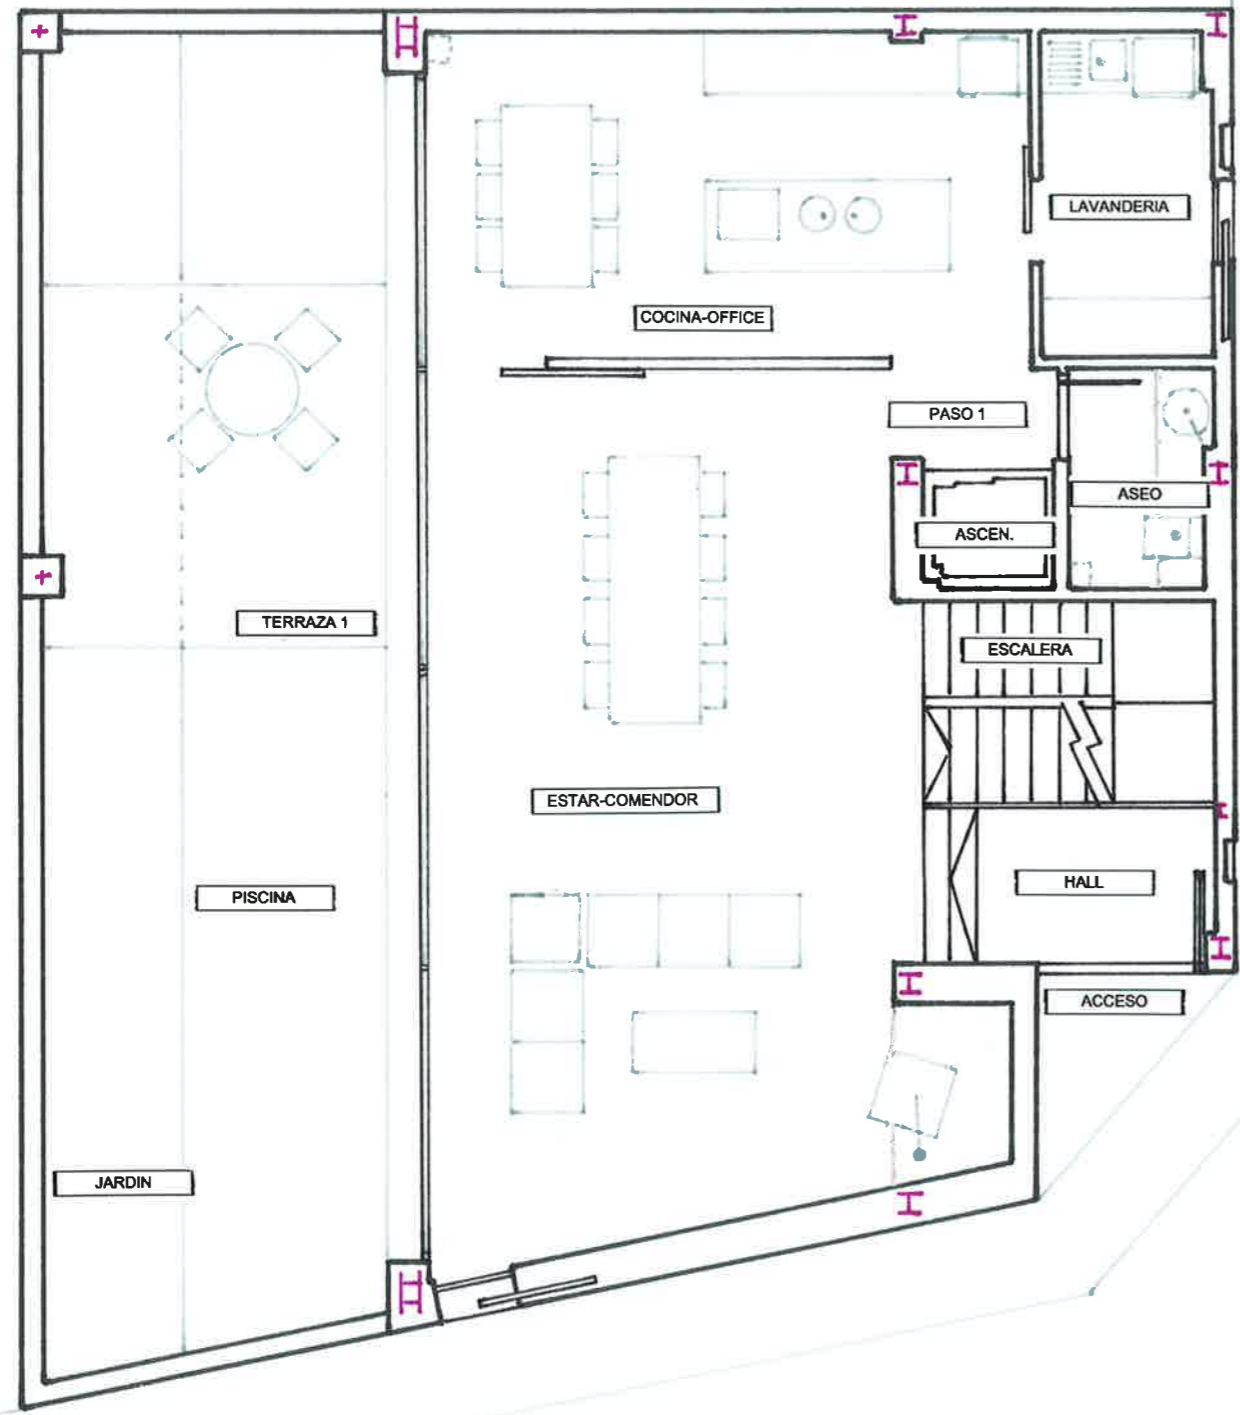 LAVANDERIA
COCINA-OFFICE
PASO 1
ASEO
ASCEN.
TERRAZA 1
ESCALERA
ESTAR-COMENDOR
HALL
PISCINA
ACCESO
JARDIN